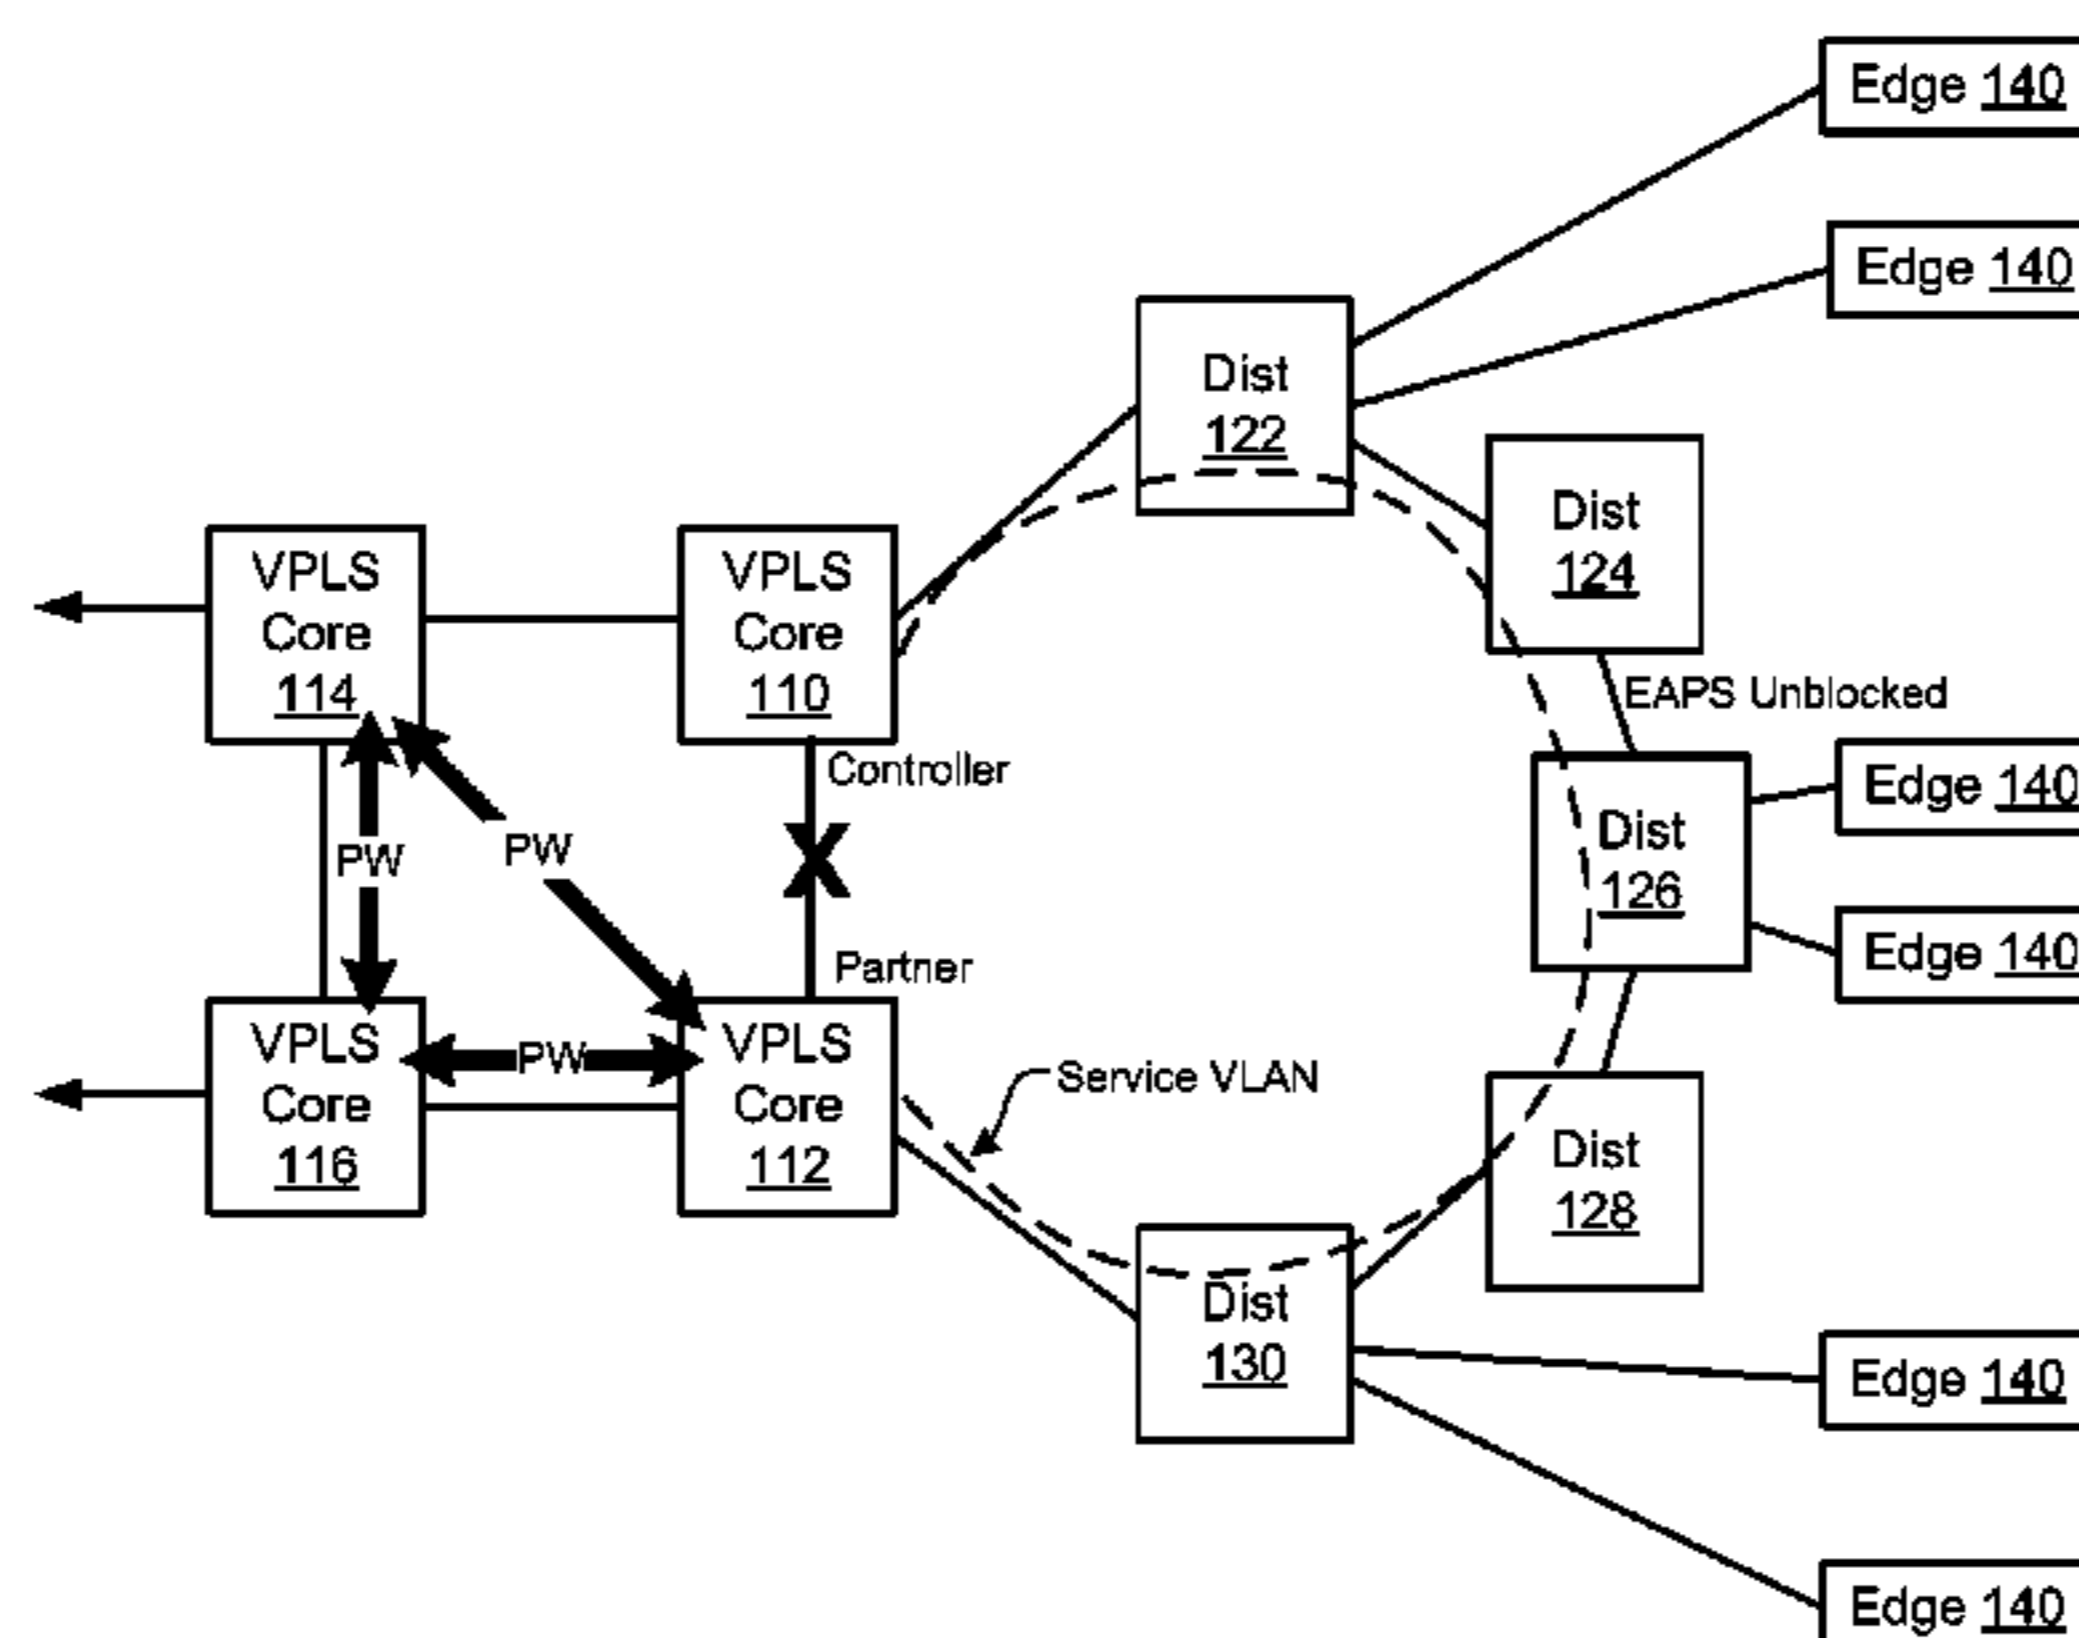 Edge 140
Edge 140
Dist
122
Dist
124
VPLS
Core
114
VPLS
Core
110
EAPS Unblocked
Controller
Edge 140
PW
PW
Dist
126
Partner
Edge 140
VPLS
Core
116
PW
VPLS
Core
112
Service VLAN
Dist
128
Dist
130
Edge 140
Edge 140